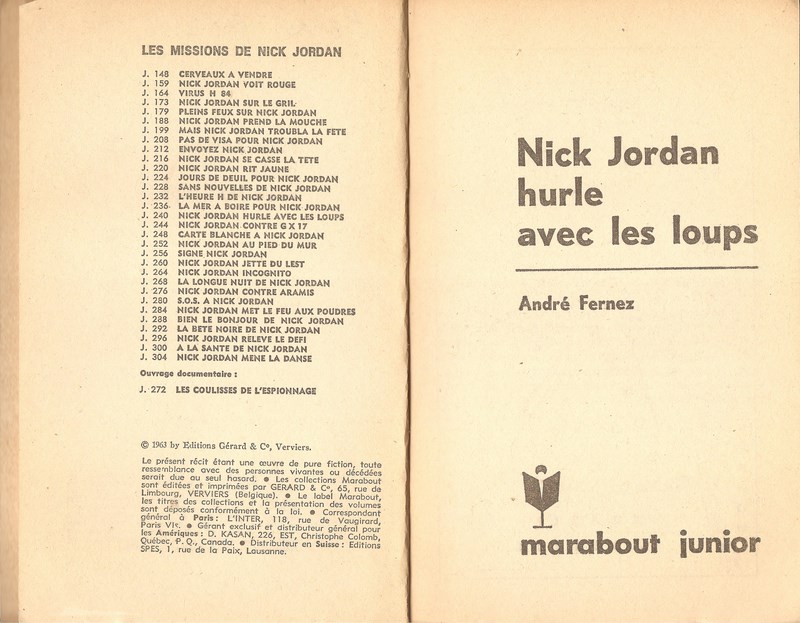 LES MISSIONS DE NICK JORDAN
J. 148 CERVEAUX A VENDRE
J. 159 NICK JORDAN VOIT ROUGE
J. 164 VIRUS H 84
J. 173 NICK JORDAN SUR LE GRIL
J. 179 PLEINS FEUX SUR NICK JORDAN
J. 188 NICK JORDAN PREND LA MOUCHE
J. 199 MAIS NICK JORDAN TROUBLA LA FETE
J. 208 PAS DE VISA POUR NICK JORDAN
J. 212 ENVOYEZ NICK JORDAN
J. 216 NICK JORDAN SE CASSE LA TETE
J. 220 NICK JORDAN RIT JAUNE
J. 224 JOURS DE DEUIL POUR NICK JORDAN
J. 228 SANS NOUVELLES DE NICK JORDAN
J. 232 L'HEURE H DE NICK JORDAN
J. 236 LA MER A BOIRE POUR NICK JORDAN
J. 240 NICK JORDAN HURLE AVEC LES LOUPS
J. 244 NICK JORDAN CONTRE G X 17
J. 248 CARTE BLANCHE A NICK JORDAN
J. 252 NICK JORDAN AU PIED DU MUR
J. 256 SIGNE NICK JORDAN
J. 260 NICK JORDAN JETTE DU LEST
J. 264 NICK JORDAN INCOGNITO
J. 268 LA LONGUE NUIT DE NICK JORDAN
J. 276 NICK JORDAN CONTRE ARAMIS
J. 280 S.O.S. A NICK JORDAN
J. 284 NICK JORDAN MET LE FEU AUX POUDRES
J. 288 BIEN LE BONJOUR DE NICK JORDAN
J. 292 LA BETE NOIRE DE NICK JORDAN
J. 296 NICK JORDAN RELEVE LE DEFI
J. 300 A LA SANTE DE NICK JORDAN
J. 304 NICK JORDAN MENE LA DANSE
Ouvrage documentaire :
J. 272 LES COULISSES DE L'ESPIONNAGE
© 1963 by Editions Gérard & C°, Verviers.
Le présent récit étant une œuvre de pure fiction, toute
ressemblance avec des personnes vivantes ou décédées
serait due au seul hasard. ● Les collections Marabout
sont éditées et imprimées par GERARD & C°, 65, rue de
Limbourg, VERVIERS (Belgique). ● Le label Marabout,
les titres des collections et la présentation des volumes
sont déposés conformément à la loi. ● Correspondant
général à Paris : L'INTER, 118, rue de Vaugirard,
Paris VIe. ● Gérant exclusif et distributeur général pour
les Amériques : D. KASAN, 226, EST, Christophe Colomb,
Québec, P. Q., Canada. ● Distributeur en Suisse : Editions
SPES, 1, rue de la Paix, Lausanne.
Nick Jordan
hurle
avec les loups
André Fernez
marabout junior